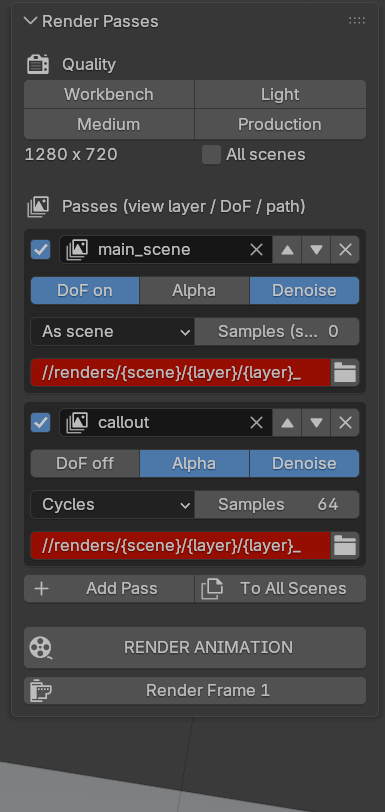 Render Passes
Quality
Workbench Light
Medium Production
1280 x 720 All scenes
Passes (view layer / DoF / path)
main_scene
DoF on Alpha Denoise
As scene Samples (s... 0
//renders/{scene}/{layer}/{layer}_
callout
DoF off Alpha Denoise
Cycles Samples 64
//renders/{scene}/{layer}/{layer}_
Add Pass To All Scenes
RENDER ANIMATION
Render Frame 1